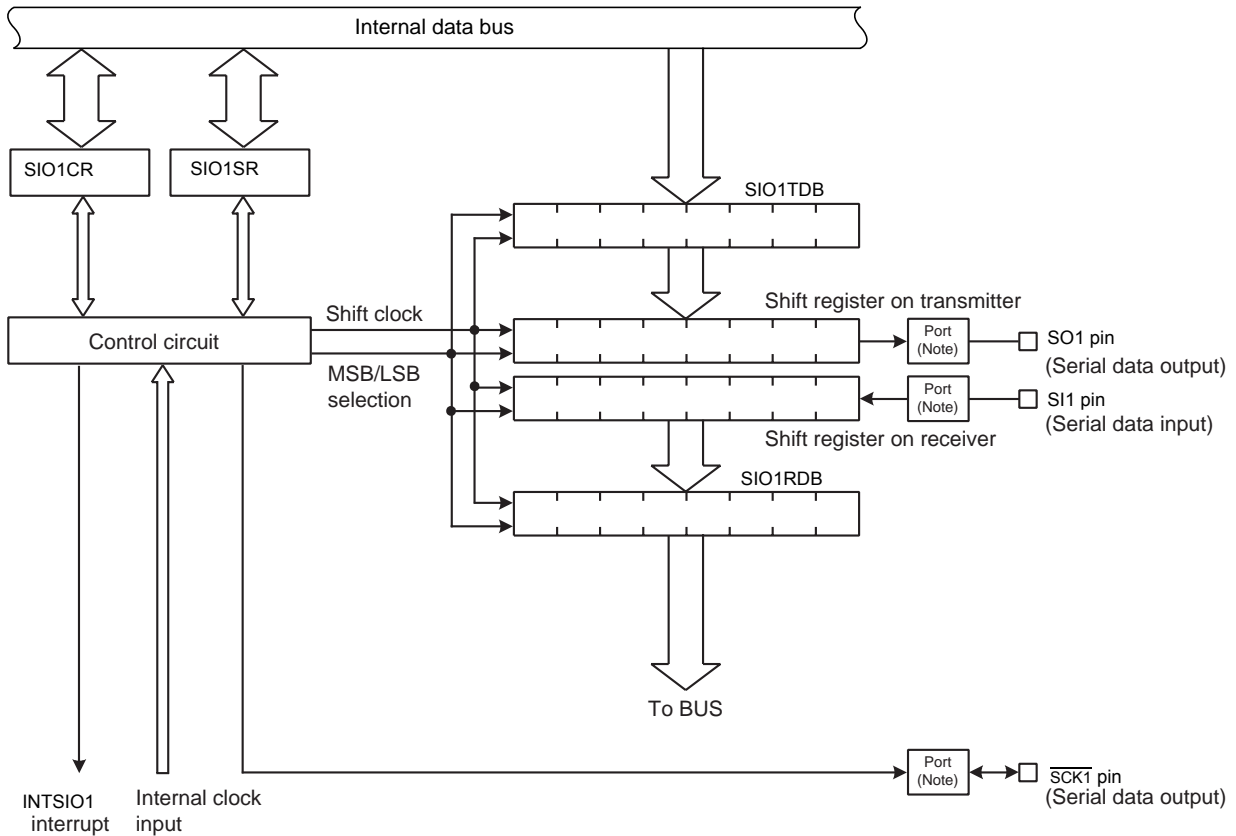 Internal data bus
SIO1CR
SIO1SR
SIO1TDB
Shift register on transmitter
Shift clock
Control circuit
MSB/LSB
selection
Port
(Note)
SO1 pin
(Serial data output)
Port
(Note)
SI1 pin
(Serial data input)
Shift register on receiver
SIO1RDB
To BUS
Port
(Note)
SCK1 pin
(Serial data output)
INTSIO1
interrupt
Internal clock
input